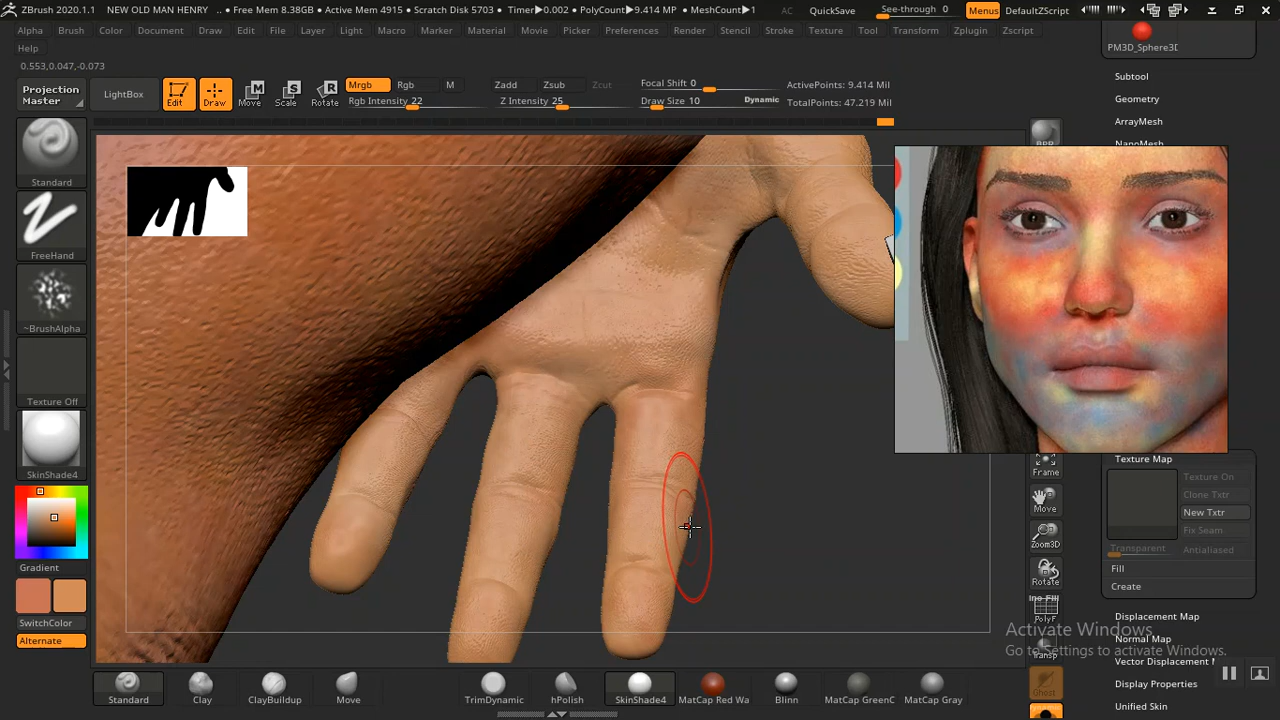 ZBrush 2020.1.1 NEW OLD MAN HENRY .. • Free Mem 8.38GB • Active Mem 4915 • Scratch Disk 5703 • Timer▶0.002 • PolyCount▶9.414 MP • MeshCount▶1 AC QuickSave See-through 0 Menus DefaultZScript
Alpha Brush Color Document Draw Edit File Layer Light Macro Marker Material Movie Picker Preferences Render Stencil Stroke Texture Tool Transform Zplugin Zscript
Help
PM3D_Sphere3D
0.553,0.047,-0.073
Projection Master
LightBox
Edit Draw Move Scale Rotate
M S R
Mrgb Rgb M
Rgb Intensity 22
Zadd Zsub Zcut
Z Intensity 25
Focal Shift 0
Draw Size 10 Dynamic
ActivePoints: 9.414 Mil
TotalPoints: 47.219 Mil
Subtool
Geometry
ArrayMesh
NanoMesh
BPR
Standard
FreeHand
~BrushAlpha
Texture Off
SkinShade4
Gradient
SwitchColor
Alternate
Frame
Move
Zoom3D
Rotate
PolyF
Transp
Ghost
Texture Map
Texture On
Clone Txtr
New Txtr
Fix Seam
Transparent Antialiased
Fill
Create
Displacement Map
Normal Map
Vector Displacement M
Display Properties
Unified Skin
Activate Windows
Go to Settings to activate Windows.
Standard Clay ClayBuildup Move TrimDynamic hPolish SkinShade4 MatCap Red Wa Blinn MatCap GreenC MatCap Gray